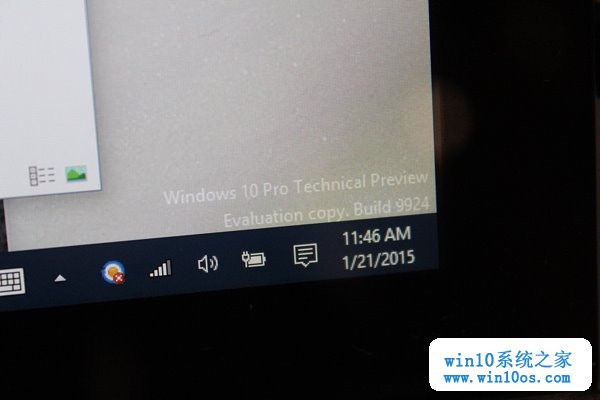 Windows 10 Pro Technical Preview
Evaluation copy. Build 9924
11:46 AM
1/21/2015
win10系统之家
www.win10os.com